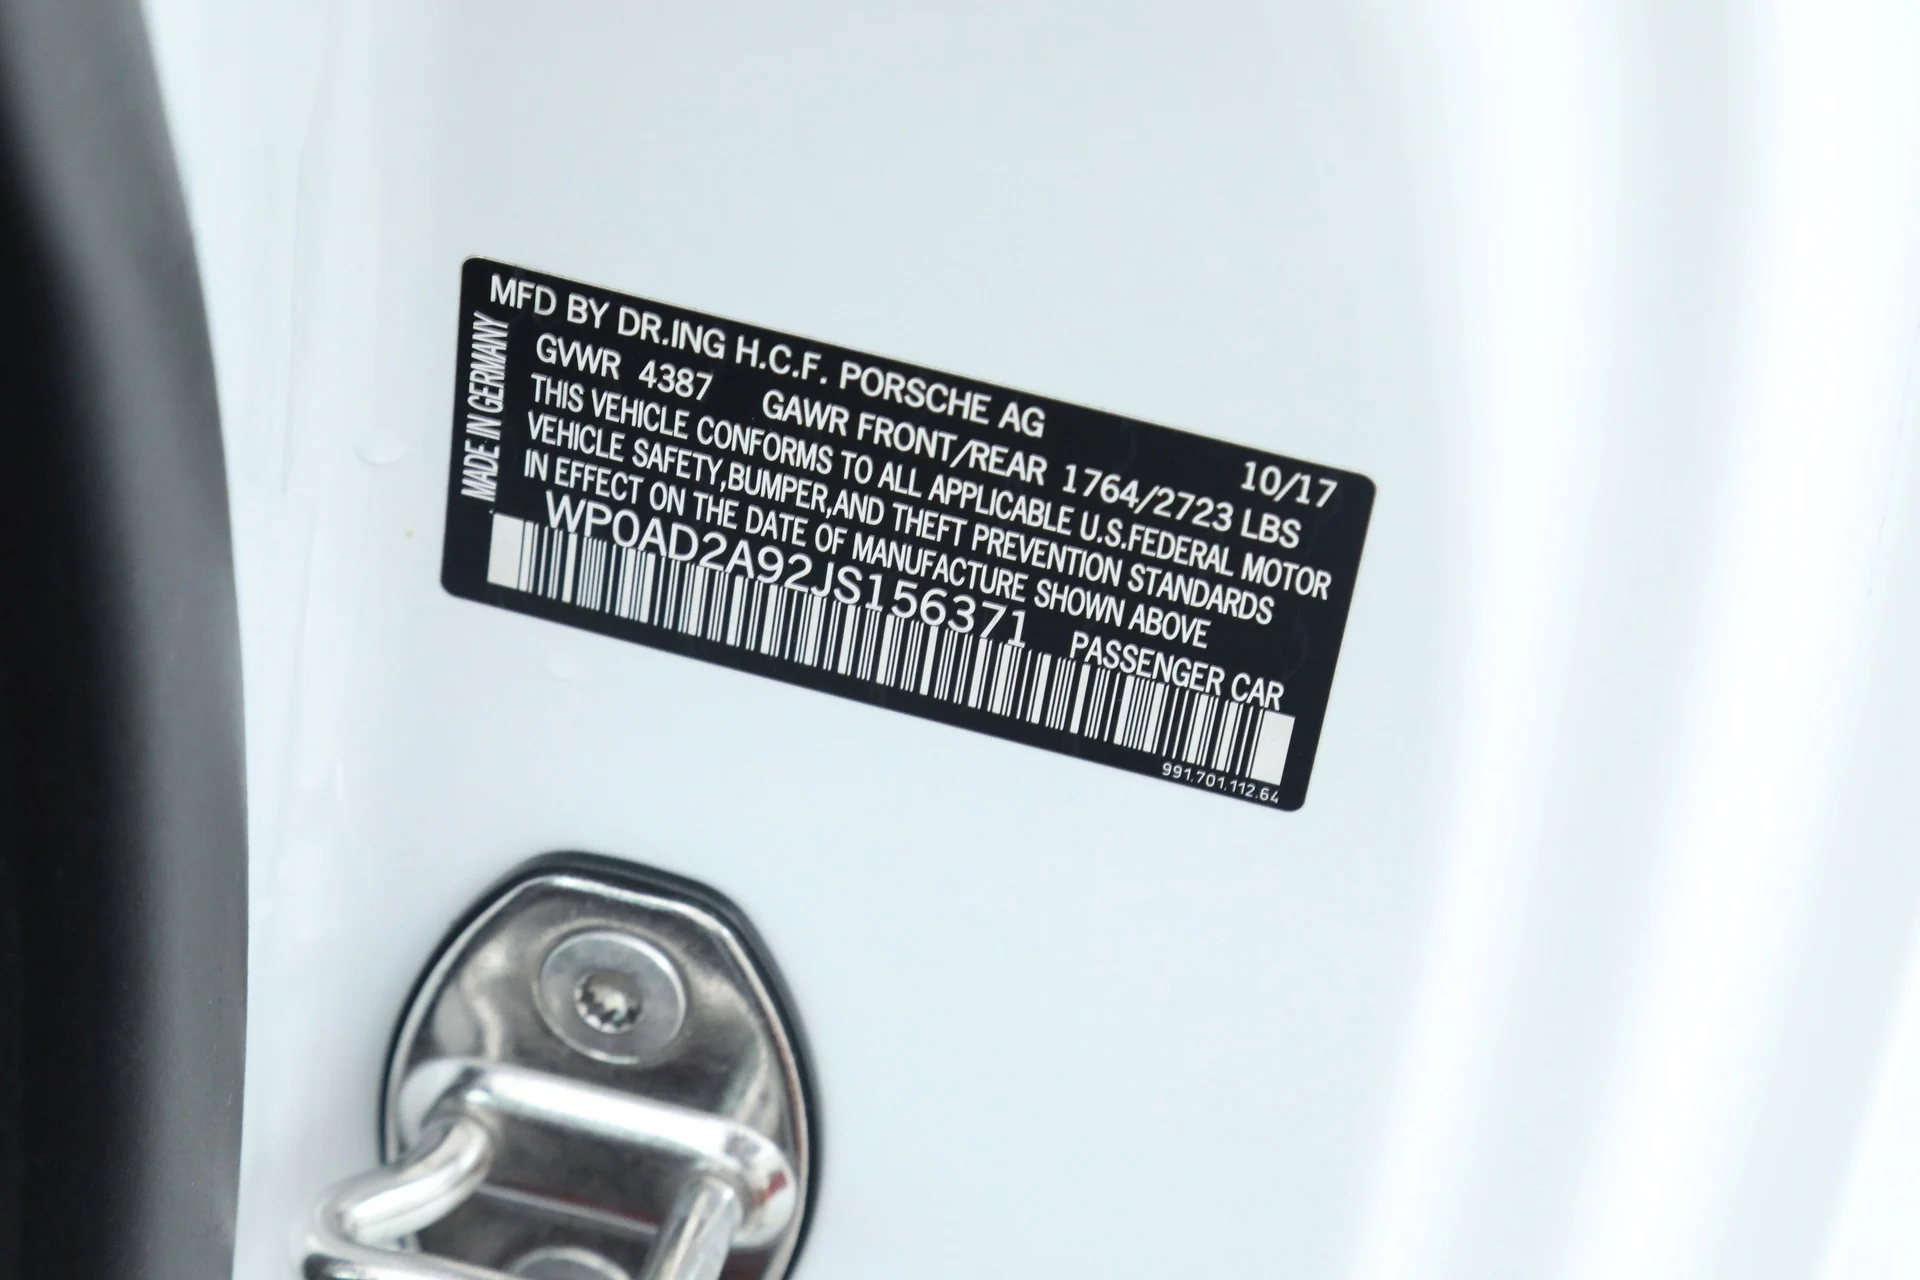 MFD BY DR.ING H.C.F. PORSCHE AG 10/17
GVWR 4387 GAWR FRONT/REAR 1764/2723 LBS
THIS VEHICLE CONFORMS TO ALL APPLICABLE U.S.FEDERAL MOTOR
VEHICLE SAFETY,BUMPER,AND THEFT PREVENTION STANDARDS
IN EFFECT ON THE DATE OF MANUFACTURE SHOWN ABOVE
WP0AD2A92JS156371 PASSENGER CAR
991.701.112.64
MADE IN GERMANY